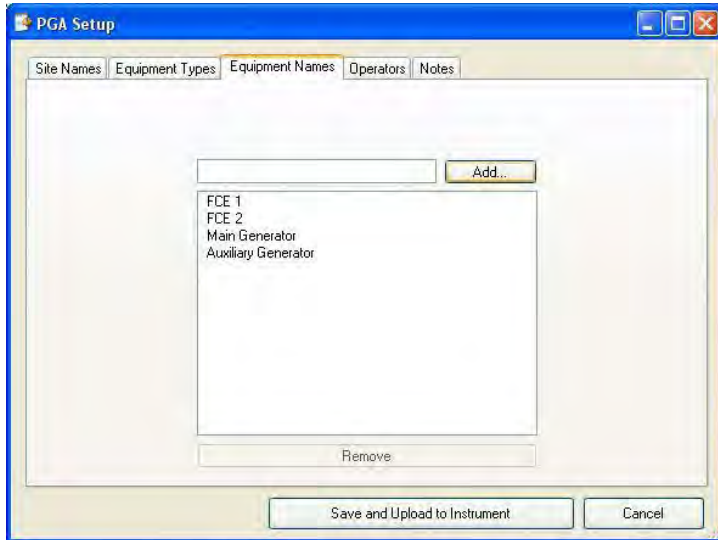 PGA Setup
Site Names Equipment Types Equipment Names Operators Notes
Add...
FCE 1
FCE 2
Main Generator
Auxiliary Generator
Remove
Save and Upload to Instrument Cancel